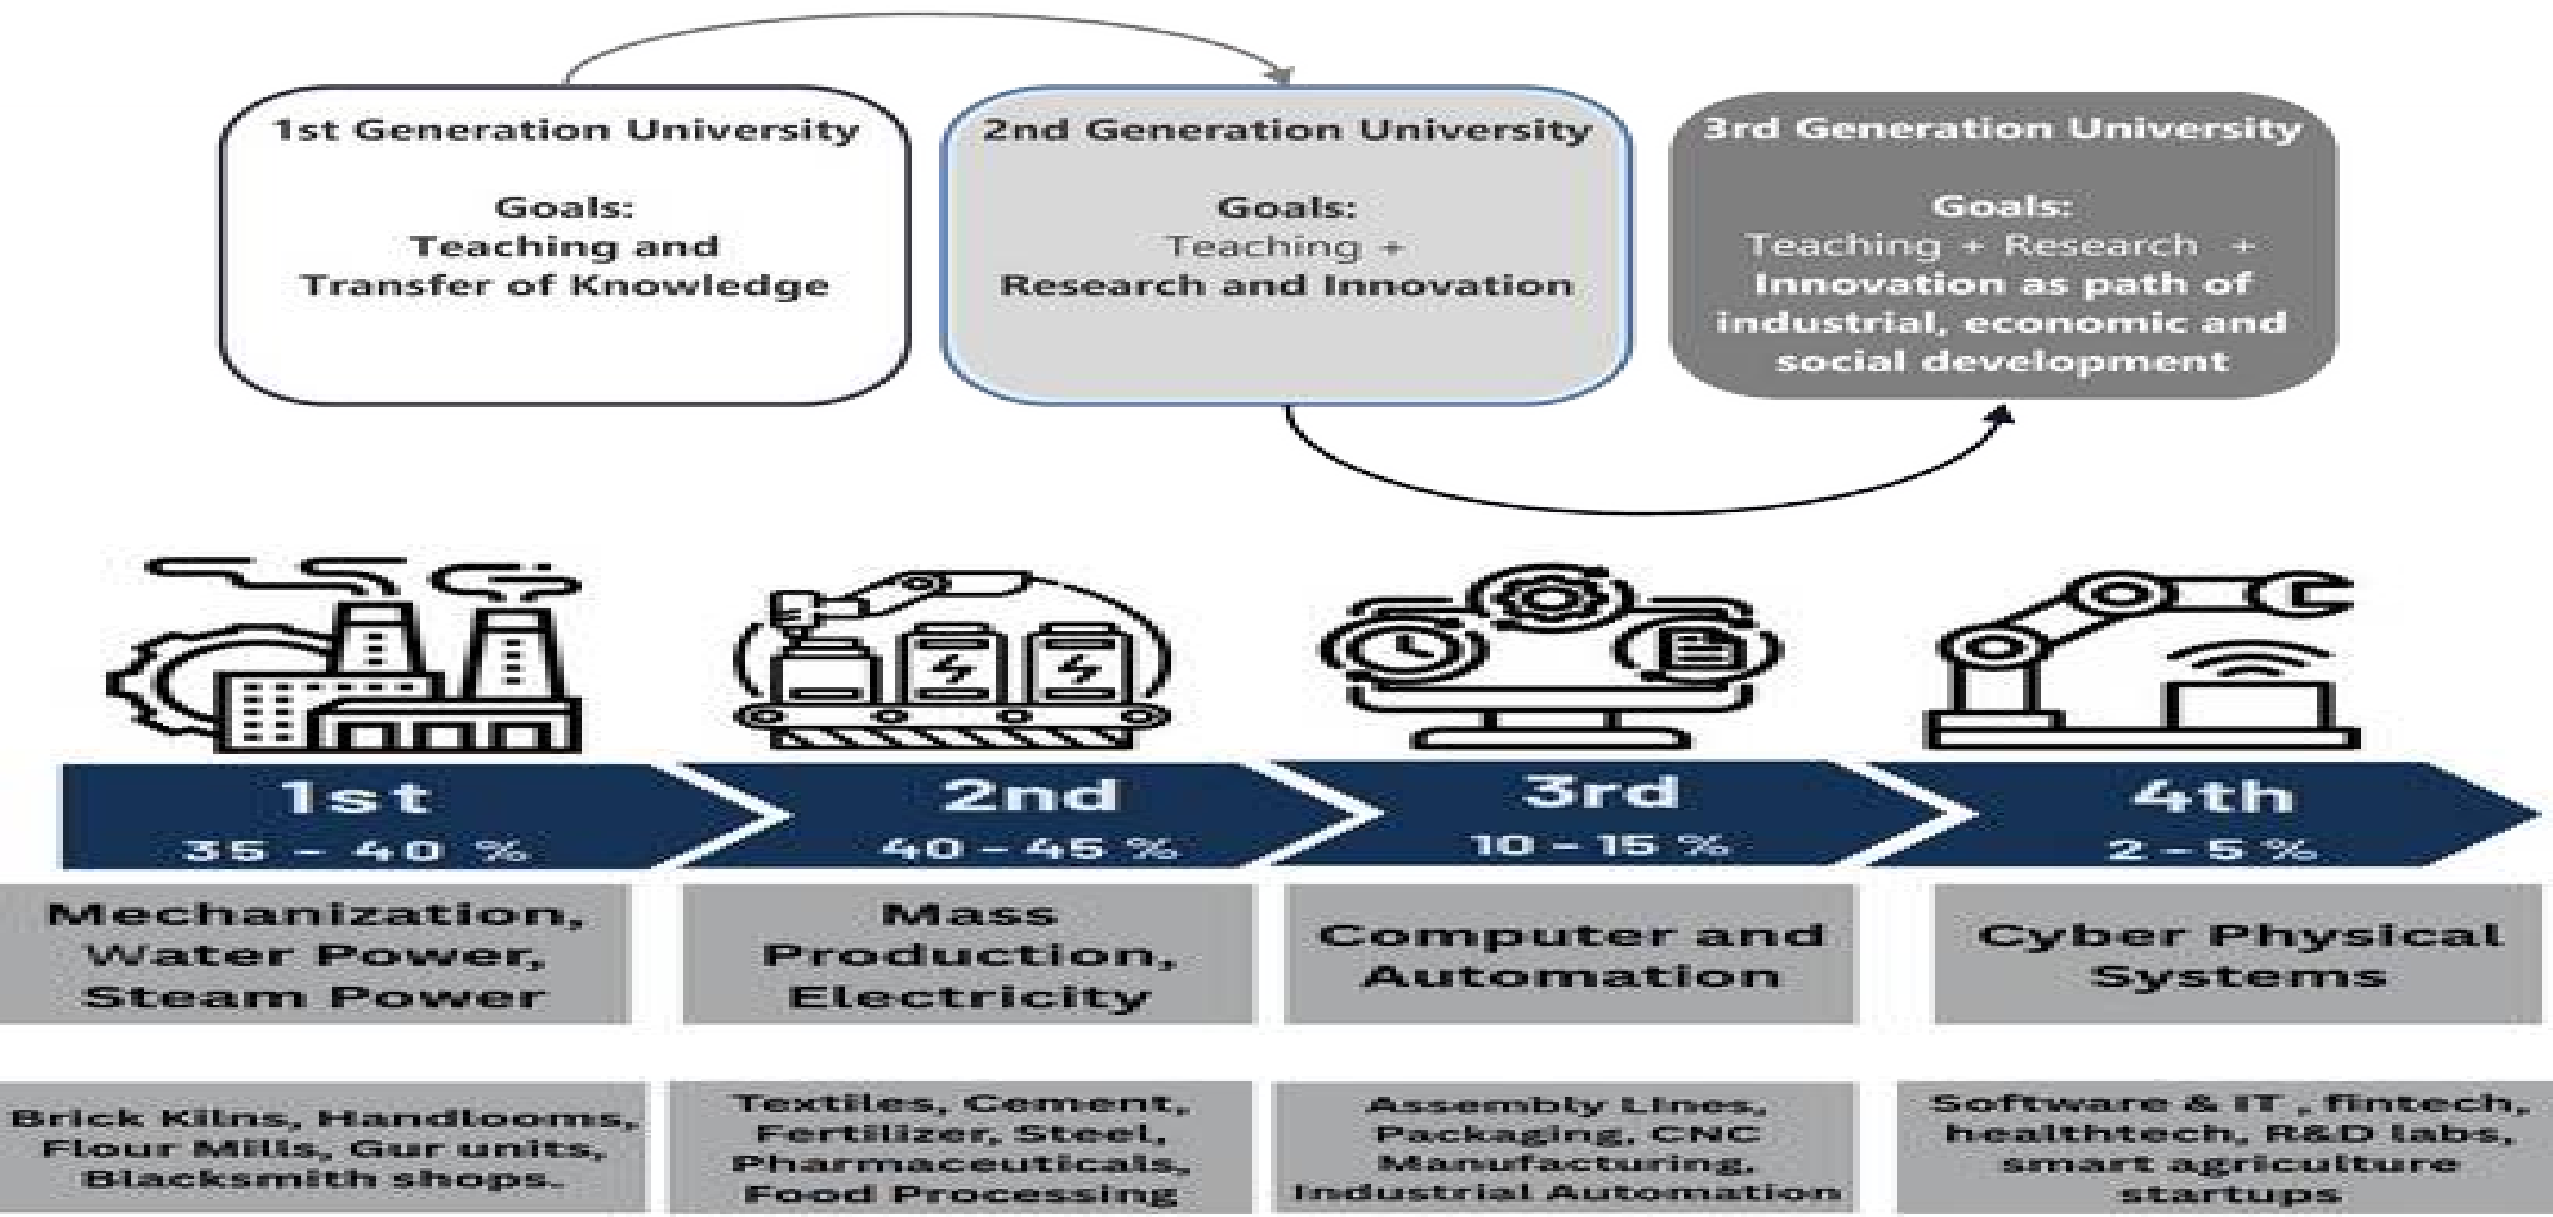 1st Generation University
Goals:
Teaching and
Transfer of Knowledge
2nd Generation University
Goals:
Teaching +
Research and Innovation
3rd Generation University
Goals:
Teaching + Research +
Innovation as path of
industrial, economic and
social development
1st
35 - 40 %
2nd
40 - 45 %
3rd
10 - 15 %
4th
2 - 5 %
Mechanization,
Water Power,
Steam Power
Mass
Production,
Electricity
Computer and
Automation
Cyber Physical
Systems
Brick Kilns, Handlooms,
Flour Mills, Gur units,
Blacksmith shops.
Textiles, Cement,
Fertilizer, Steel,
Pharmaceuticals,
Food Processing
Assembly Lines,
Packaging, CNC
Manufacturing,
Industrial Automation
Software & IT , fintech,
healthtech, R&D labs,
smart agriculture
startups